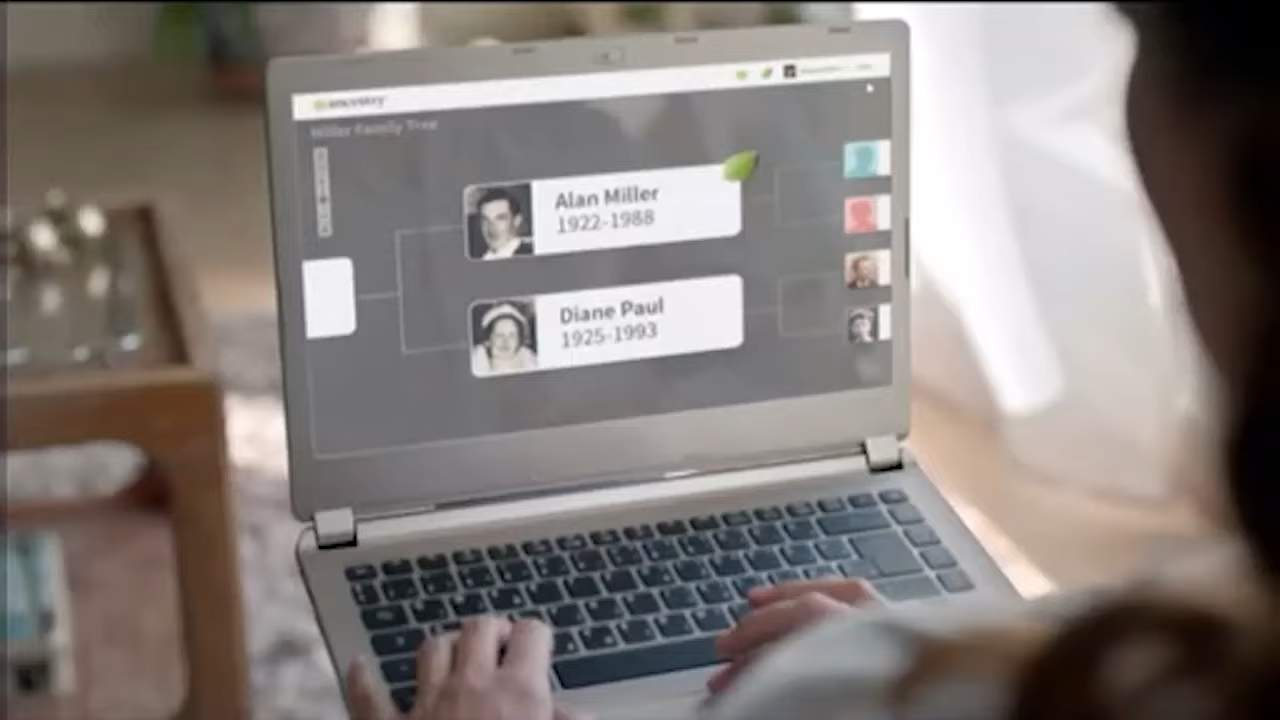 ancestry
Miller Family Tree
Alan Miller
1922-1988
Diane Paul
1925-1993